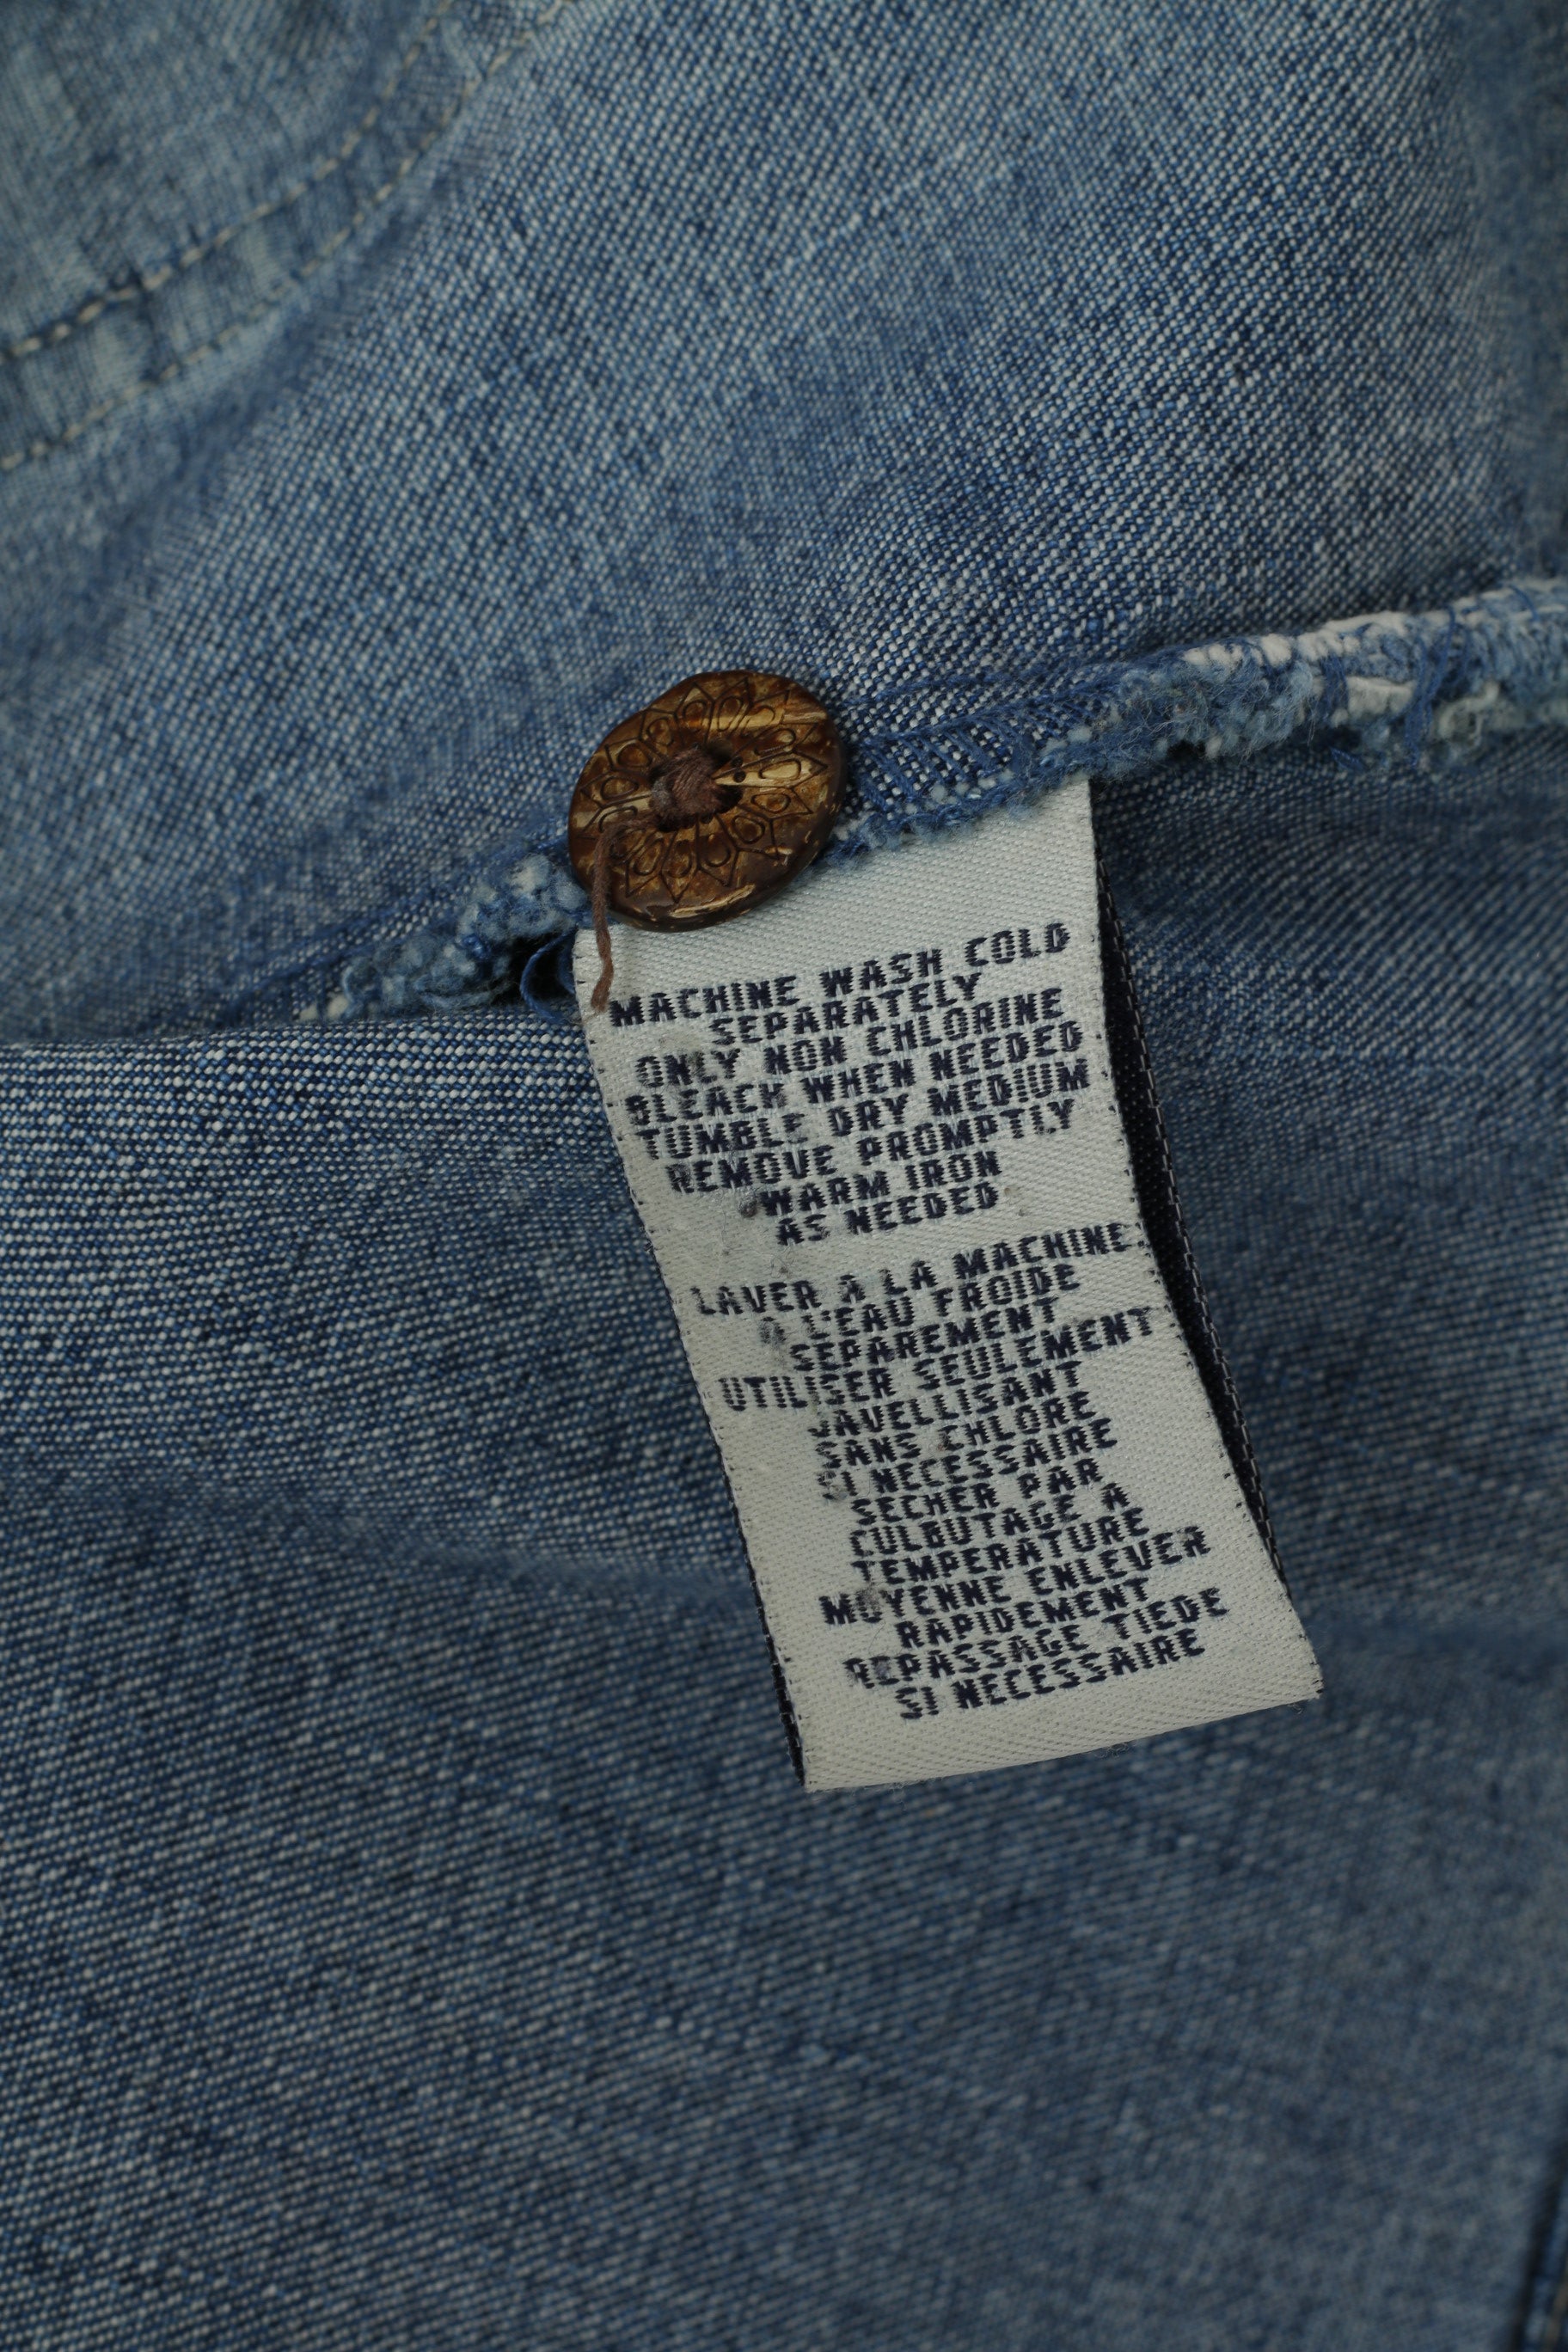 MACHINE WASH COLD
SEPARATELY
ONLY NON CHLORINE
BLEACH WHEN NEEDED
TUMBLE DRY MEDIUM
REMOVE PROMPTLY
WARM IRON
AS NEEDED
LAVER A LA MACHINE
A L'EAU FROIDE
SEPAREMENT
UTILISER SEULEMENT
JAVELLISANT
SANS CHLORE
SI NECESSAIRE
SECHER PAR
CULBUTAGE A
TEMPERATURE
MOYENNE ENLEVER
RAPIDEMENT
REPASSAGE TIEDE
SI NECESSAIRE